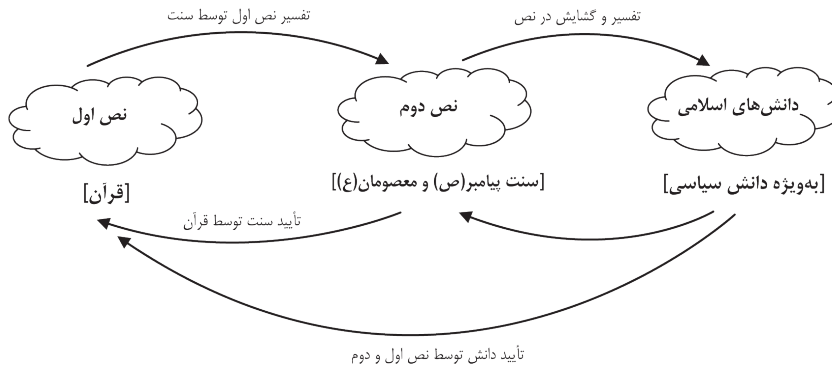 تفسیر و گشایش در نص
تفسیر نص اول توسط سنت
دانش‌های اسلامی
نص دوم
نص اول
[به‌ویژه دانش سیاسی]
[سنت پیامبر(ص) و معصومان(ع)]
[قرآن]
تأیید سنت توسط قرآن
تأیید دانش توسط نص اول و دوم